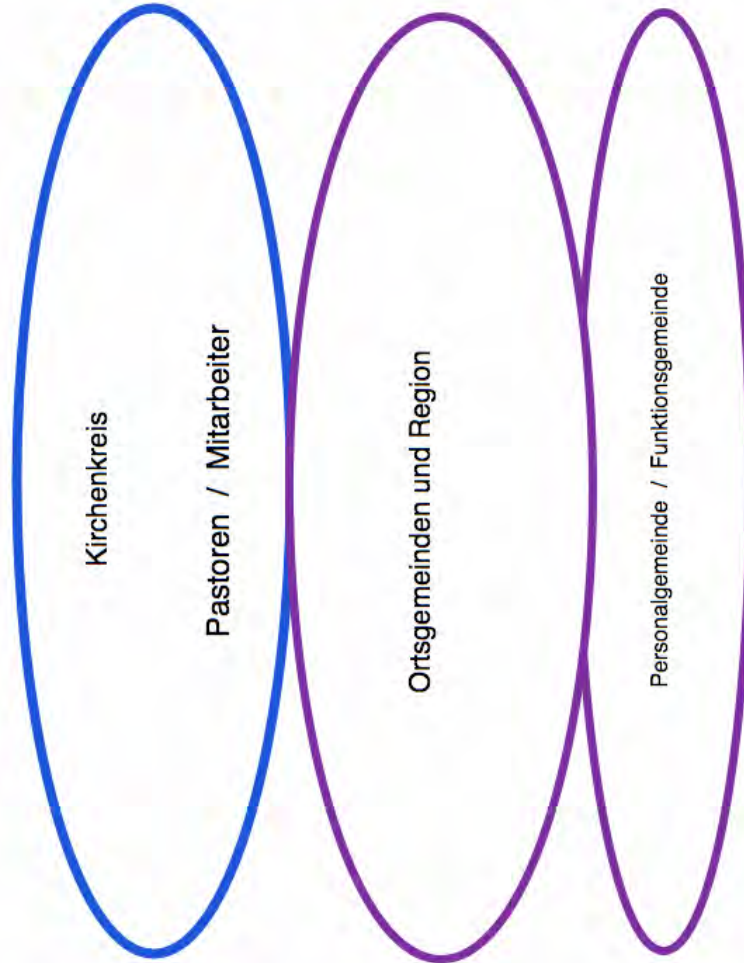 Kirchenkreis
Pastoren / Mitarbeiter
Ortsgemeinden und Region
Personalgemeinde / Funktionsgemeinde